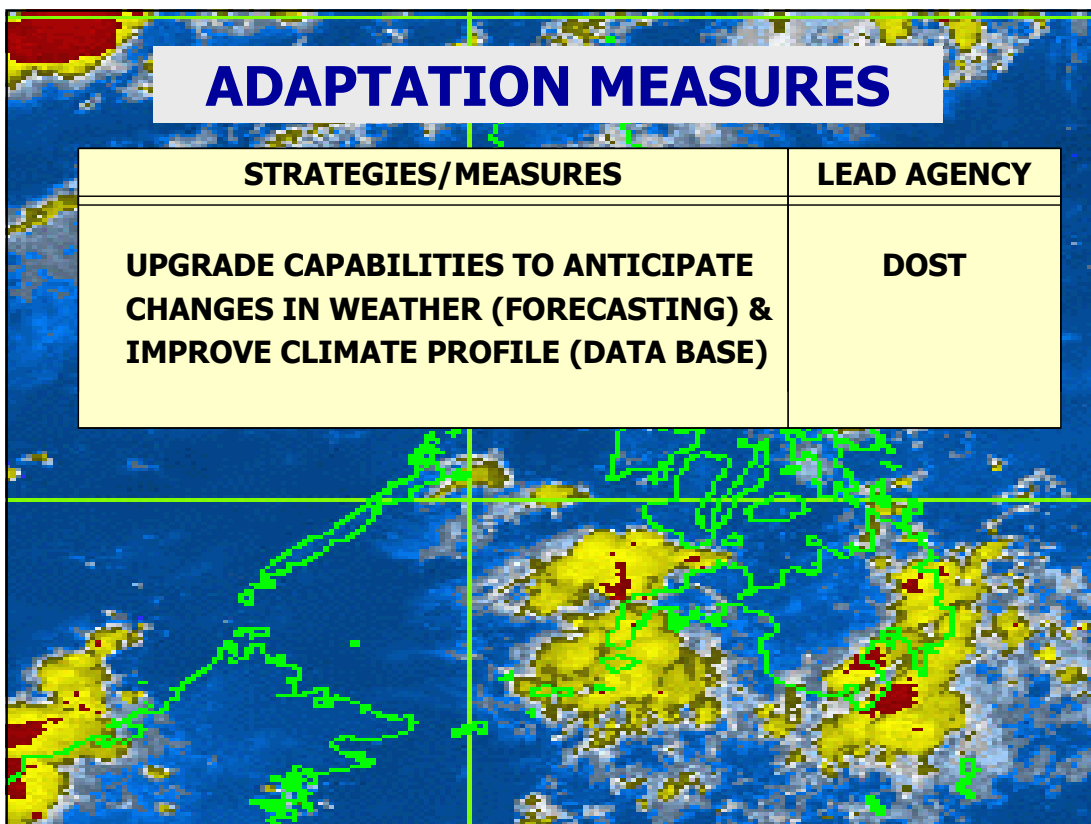 ADAPTATION MEASURES
STRATEGIES/MEASURES LEAD AGENCY
UPGRADE CAPABILITIES TO ANTICIPATE DOST
CHANGES IN WEATHER (FORECASTING) &
IMPROVE CLIMATE PROFILE (DATA BASE)